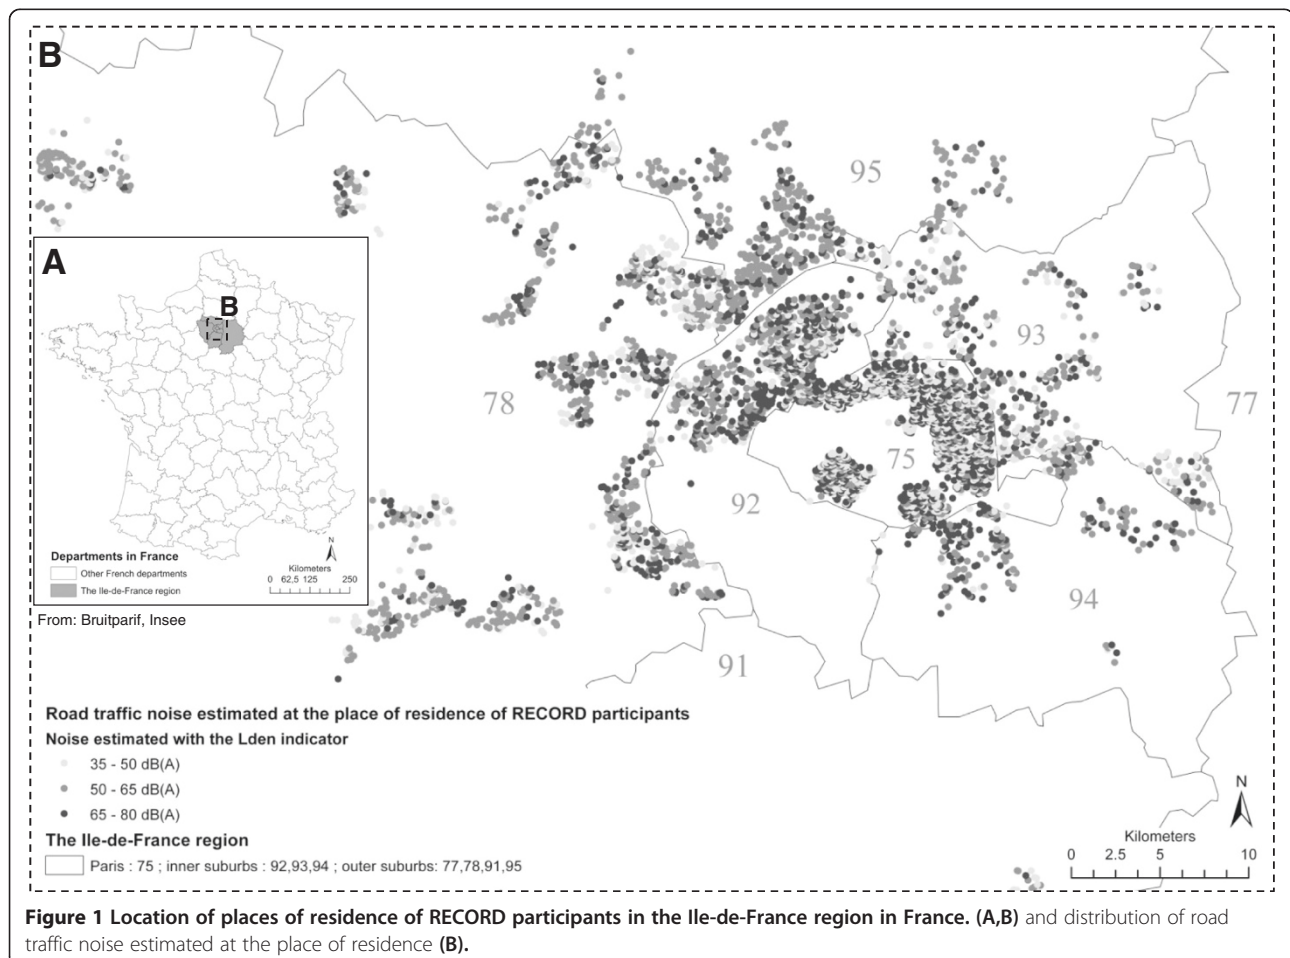 B
95
A
B
93
78
77
75
92
Departments in France
Other French departments
The Ile-de-France region
N
Kilometers
0 62,5 125 250
94
From: Bruitparif, Insee
91
Road traffic noise estimated at the place of residence of RECORD participants
Noise estimated with the Lden indicator
35 - 50 dB(A)
50 - 65 dB(A)
65 - 80 dB(A)
The Ile-de-France region
Paris : 75 ; inner suburbs : 92,93,94 ; outer suburbs: 77,78,91,95
N
Kilometers
0 2.5 5 10
Figure 1 Location of places of residence of RECORD participants in the Ile-de-France region in France. (A,B) and distribution of road
traffic noise estimated at the place of residence (B).